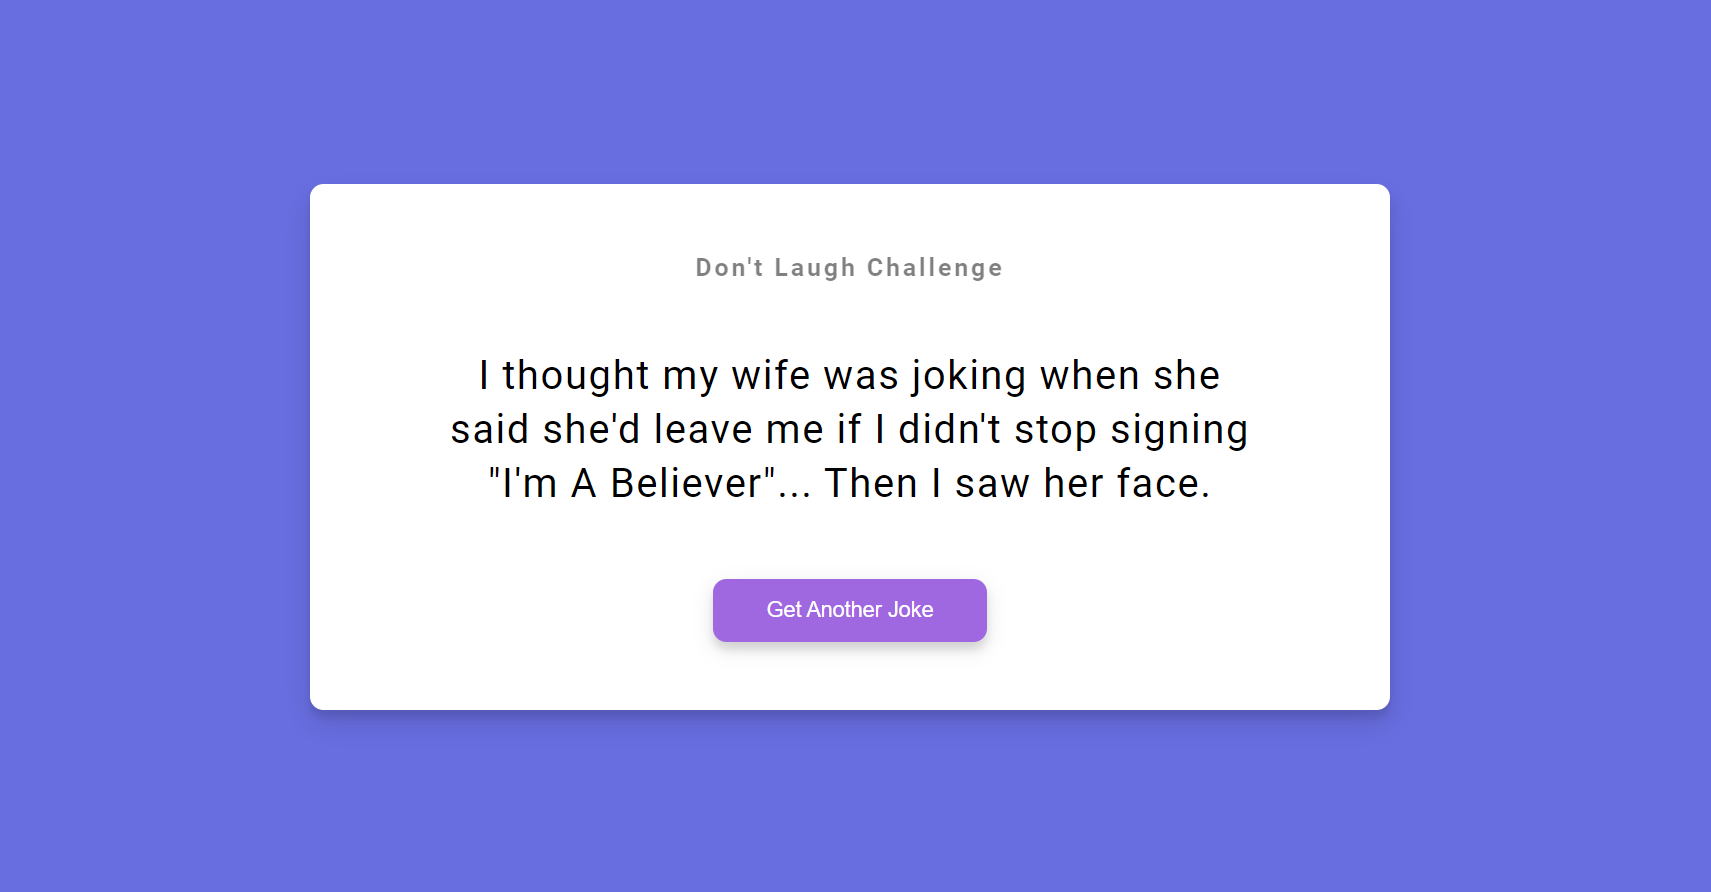 Don't Laugh Challenge
I thought my wife was joking when she
said she'd leave me if I didn't stop signing
"I'm A Believer"... Then I saw her face.
Get Another Joke